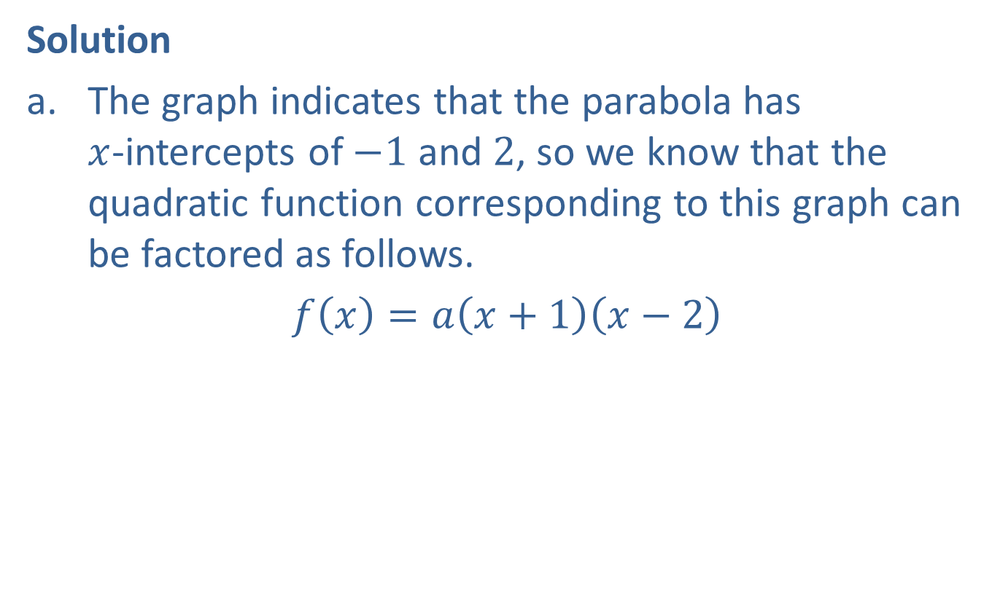 Solution
a. The graph indicates that the parabola has
x-intercepts of −1 and 2, so we know that the
quadratic function corresponding to this graph can
be factored as follows.
f(x) = a(x + 1)(x − 2)